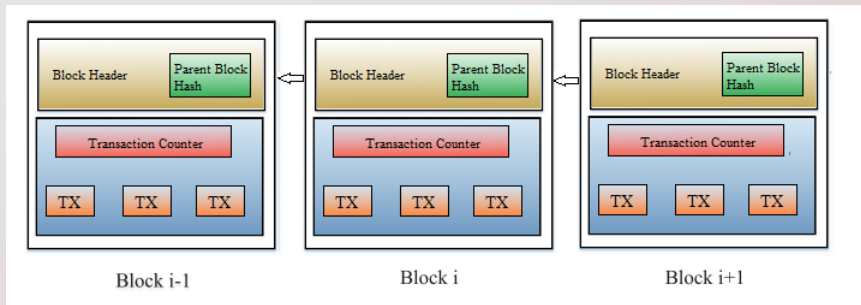 Block Header
Parent Block
Hash
Transaction Counter
TX TX TX
Block i-1
Block Header
Parent Block
Hash
Transaction Counter
TX TX TX
Block i
Block Header
Parent Block
Hash
Transaction Counter
TX TX TX
Block i+1